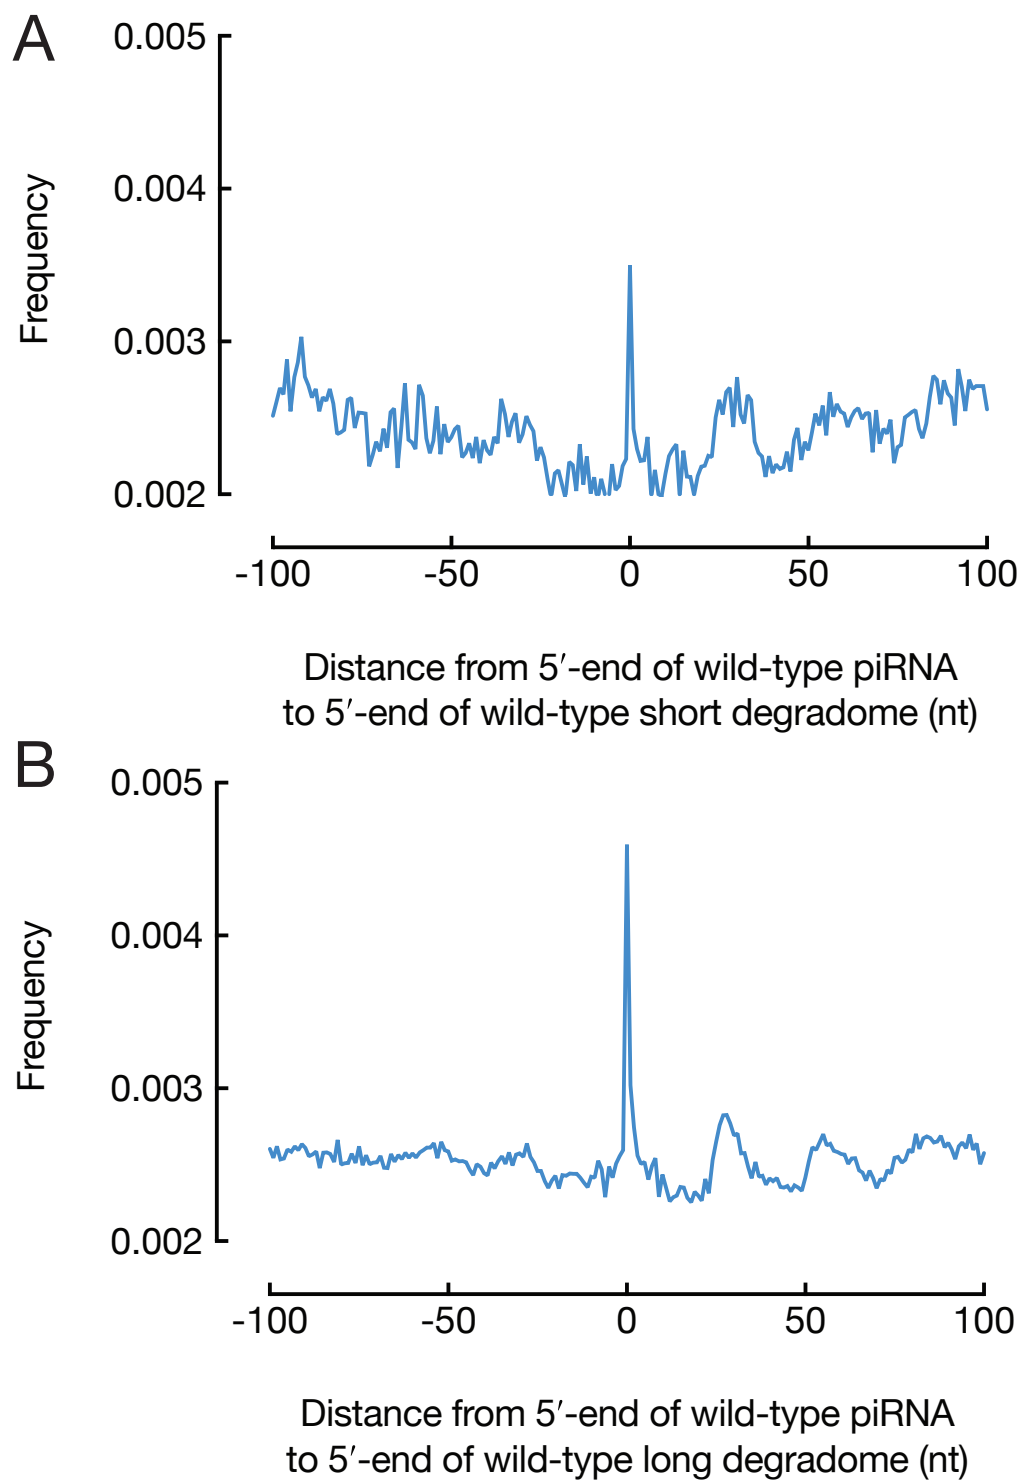 A
0.005
0.004
0.003
0.002
Frequency
-100 -50 0 50 100
Distance from 5′-end of wild-type piRNA
to 5′-end of wild-type short degradome (nt)
B
0.005
0.004
0.003
0.002
Frequency
-100 -50 0 50 100
Distance from 5′-end of wild-type piRNA
to 5′-end of wild-type long degradome (nt)